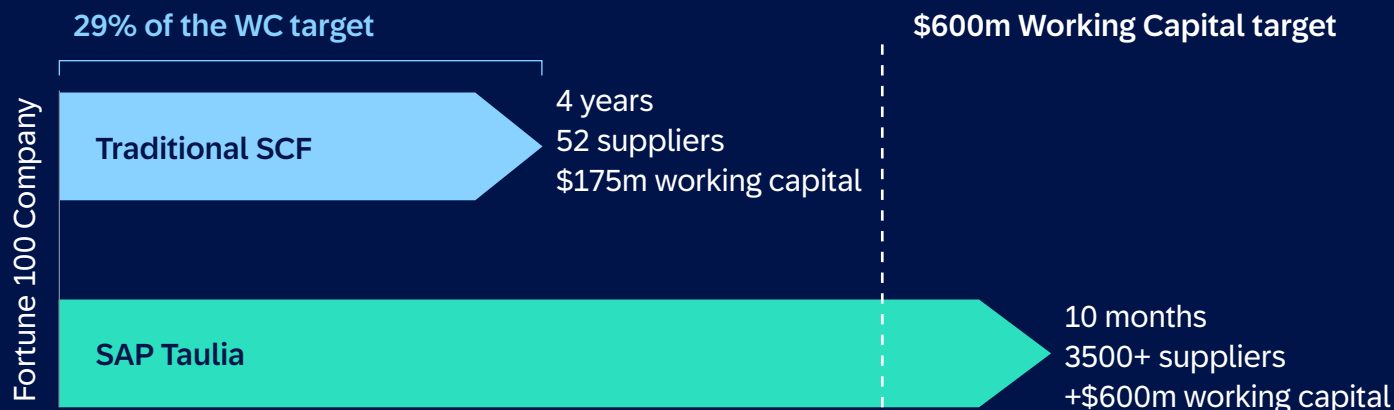 29% of the WC target
$600m Working Capital target
Fortune 100 Company
Traditional SCF
4 years
52 suppliers
$175m working capital
SAP Taulia
10 months
3500+ suppliers
+$600m working capital